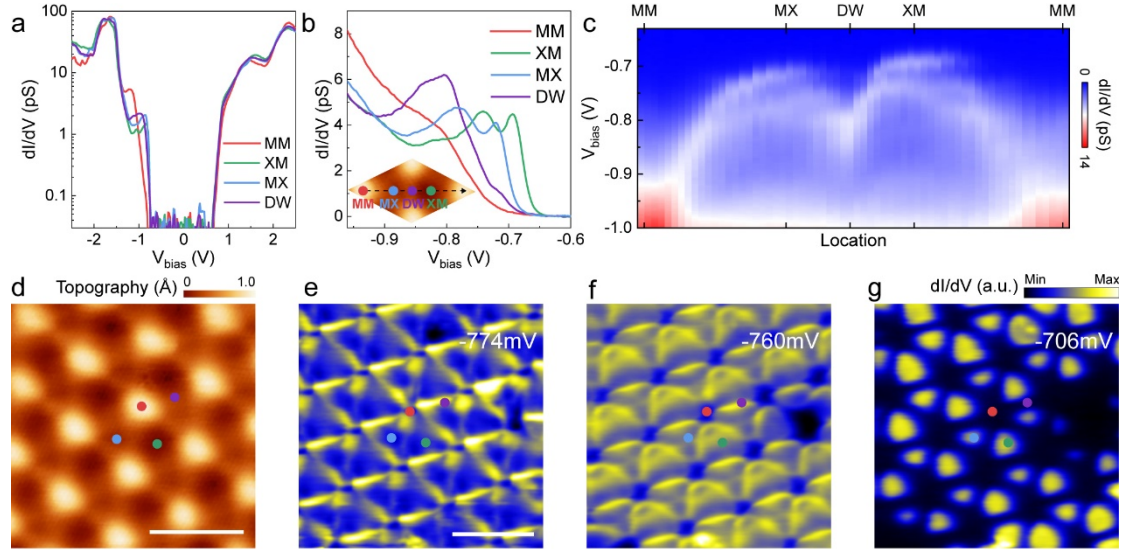 a
100
10
1
0.1
dI/dV (pS)
MM
XM
MX
DW
-2 -1 0 1 2
V_bias (V)
b
8
6
4
2
0
dI/dV (pS)
MM
XM
MX
DW
MM MX DW XM
-0.9 -0.8 -0.7 -0.6
V_bias (V)
c
MM MX DW XM MM
-0.7
-0.8
-0.9
-1.0
V_bias (V)
Location
0
14
dI/dV (pS)
d
Topography (Å)
0 1.0
e
-774mV
f
-760mV
g
dI/dV (a.u.)
Min Max
-706mV